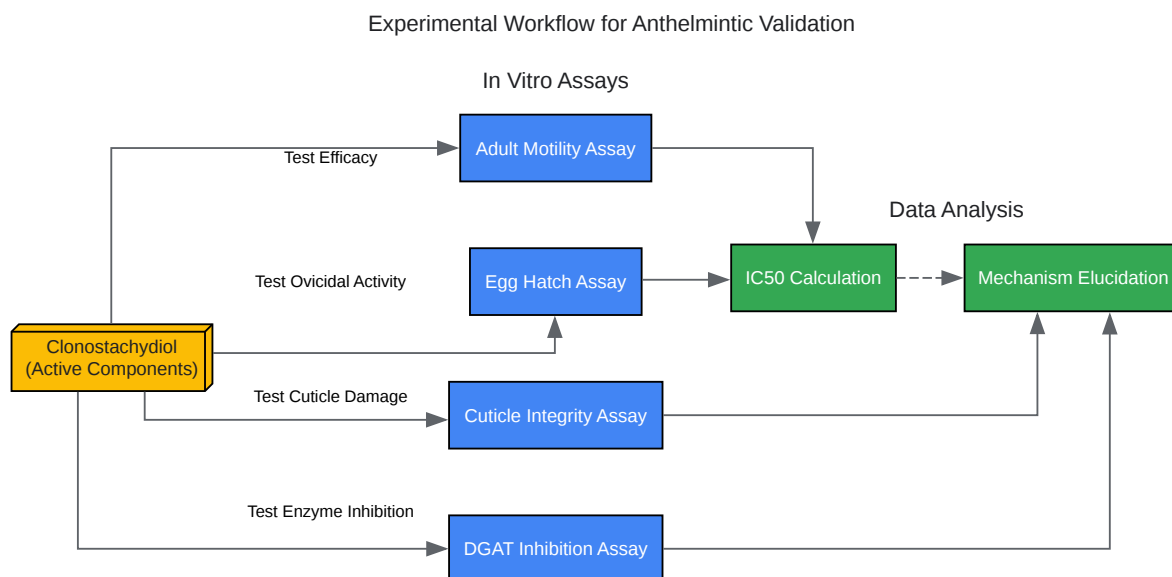 Experimental Workflow for Anthelmintic Validation
In Vitro Assays
Adult Motility Assay
Test Efficacy
Data Analysis
Test Ovicidal Activity
Egg Hatch Assay
IC50 Calculation
Mechanism Elucidation
Clonostachydiol
(Active Components)
Test Cuticle Damage
Cuticle Integrity Assay
Test Enzyme Inhibition
DGAT Inhibition Assay